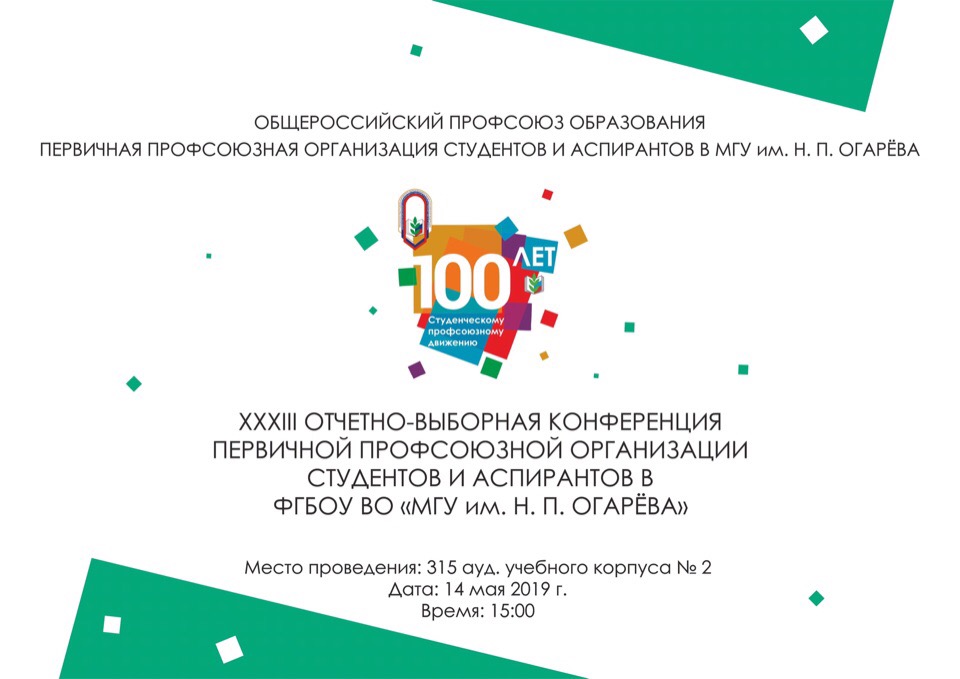 ОБЩЕРОССИЙСКИЙ ПРОФСОЮЗ ОБРАЗОВАНИЯ
ПЕРВИЧНАЯ ПРОФСОЮЗНАЯ ОРГАНИЗАЦИЯ СТУДЕНТОВ И АСПИРАНТОВ В МГУ им. Н. П. ОГАРЁВА
100 ЛЕТ
Студенческому
профсоюзному
движению
XXXIII ОТЧЕТНО-ВЫБОРНАЯ КОНФЕРЕНЦИЯ
ПЕРВИЧНОЙ ПРОФСОЮЗНОЙ ОРГАНИЗАЦИИ
СТУДЕНТОВ И АСПИРАНТОВ В
ФГБОУ ВО «МГУ им. Н. П. ОГАРЁВА»
Место проведения: 315 ауд. учебного корпуса № 2
Дата: 14 мая 2019 г.
Время: 15:00